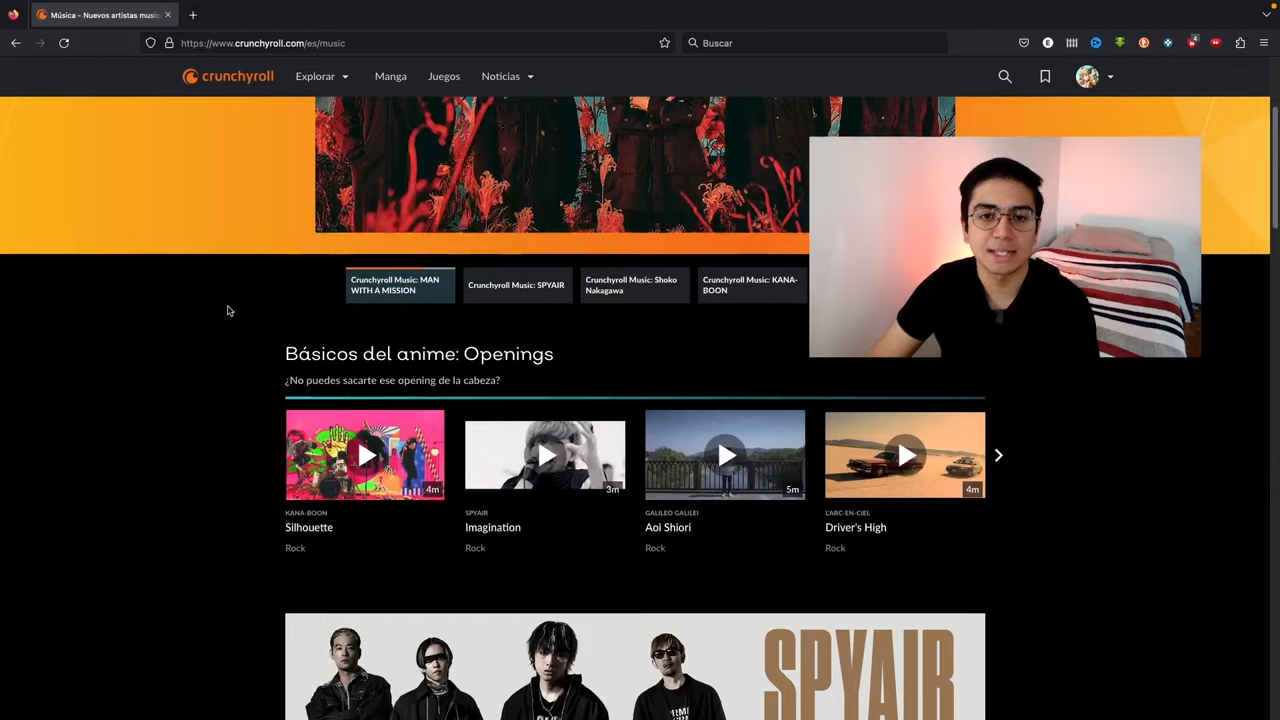 Música - Nuevos artistas music
https://www.crunchyroll.com/es/music
Buscar
4
crunchyroll
Explorar
Manga
Juegos
Noticias
Crunchyroll Music: MAN
WITH A MISSION
Crunchyroll Music: SPYAIR
Crunchyroll Music: Shoko
Nakagawa
Crunchyroll Music: KANA-
BOON
Básicos del anime: Openings
¿No puedes sacarte ese opening de la cabeza?
4m
3m
5m
4m
KANA-BOON
Silhouette
Rock
SPYAIR
Imagination
Rock
GALILEO GALILEI
Aoi Shiori
Rock
L'ARC-EN-CIEL
Driver's High
Rock
SPYAIR